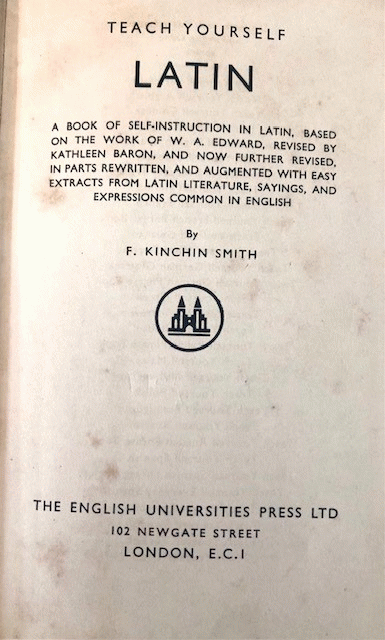 TEACH YOURSELF
LATIN
A BOOK OF SELF-INSTRUCTION IN LATIN, BASED
ON THE WORK OF W. A. EDWARD, REVISED BY
KATHLEEN BARON, AND NOW FURTHER REVISED,
IN PARTS REWRITTEN, AND AUGMENTED WITH EASY
EXTRACTS FROM LATIN LITERATURE, SAYINGS, AND
EXPRESSIONS COMMON IN ENGLISH
By
F. KINCHIN SMITH
THE ENGLISH UNIVERSITIES PRESS LTD
102 NEWGATE STREET
LONDON, E.C.1